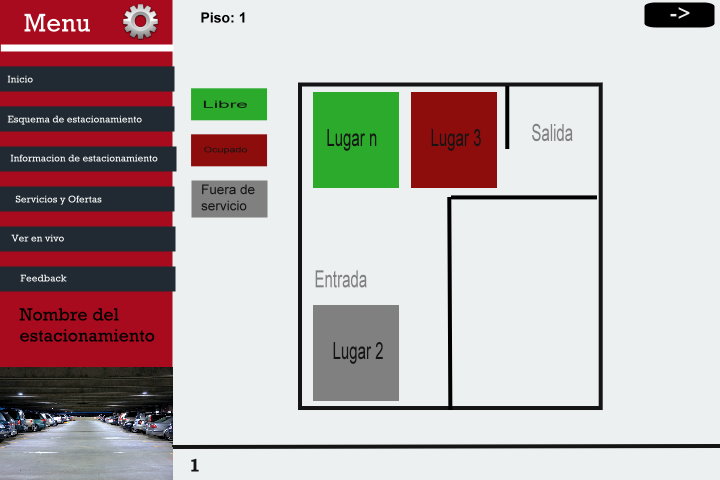 Menu
Inicio
Esquema de estacionamiento
Informacion de estacionamiento
Servicios y Ofertas
Ver en vivo
Feedback
Nombre del
estacionamiento
Piso: 1
->
Libre
Ocupado
Fuera de
servicio
Lugar n
Lugar 3
Salida
Entrada
Lugar 2
1